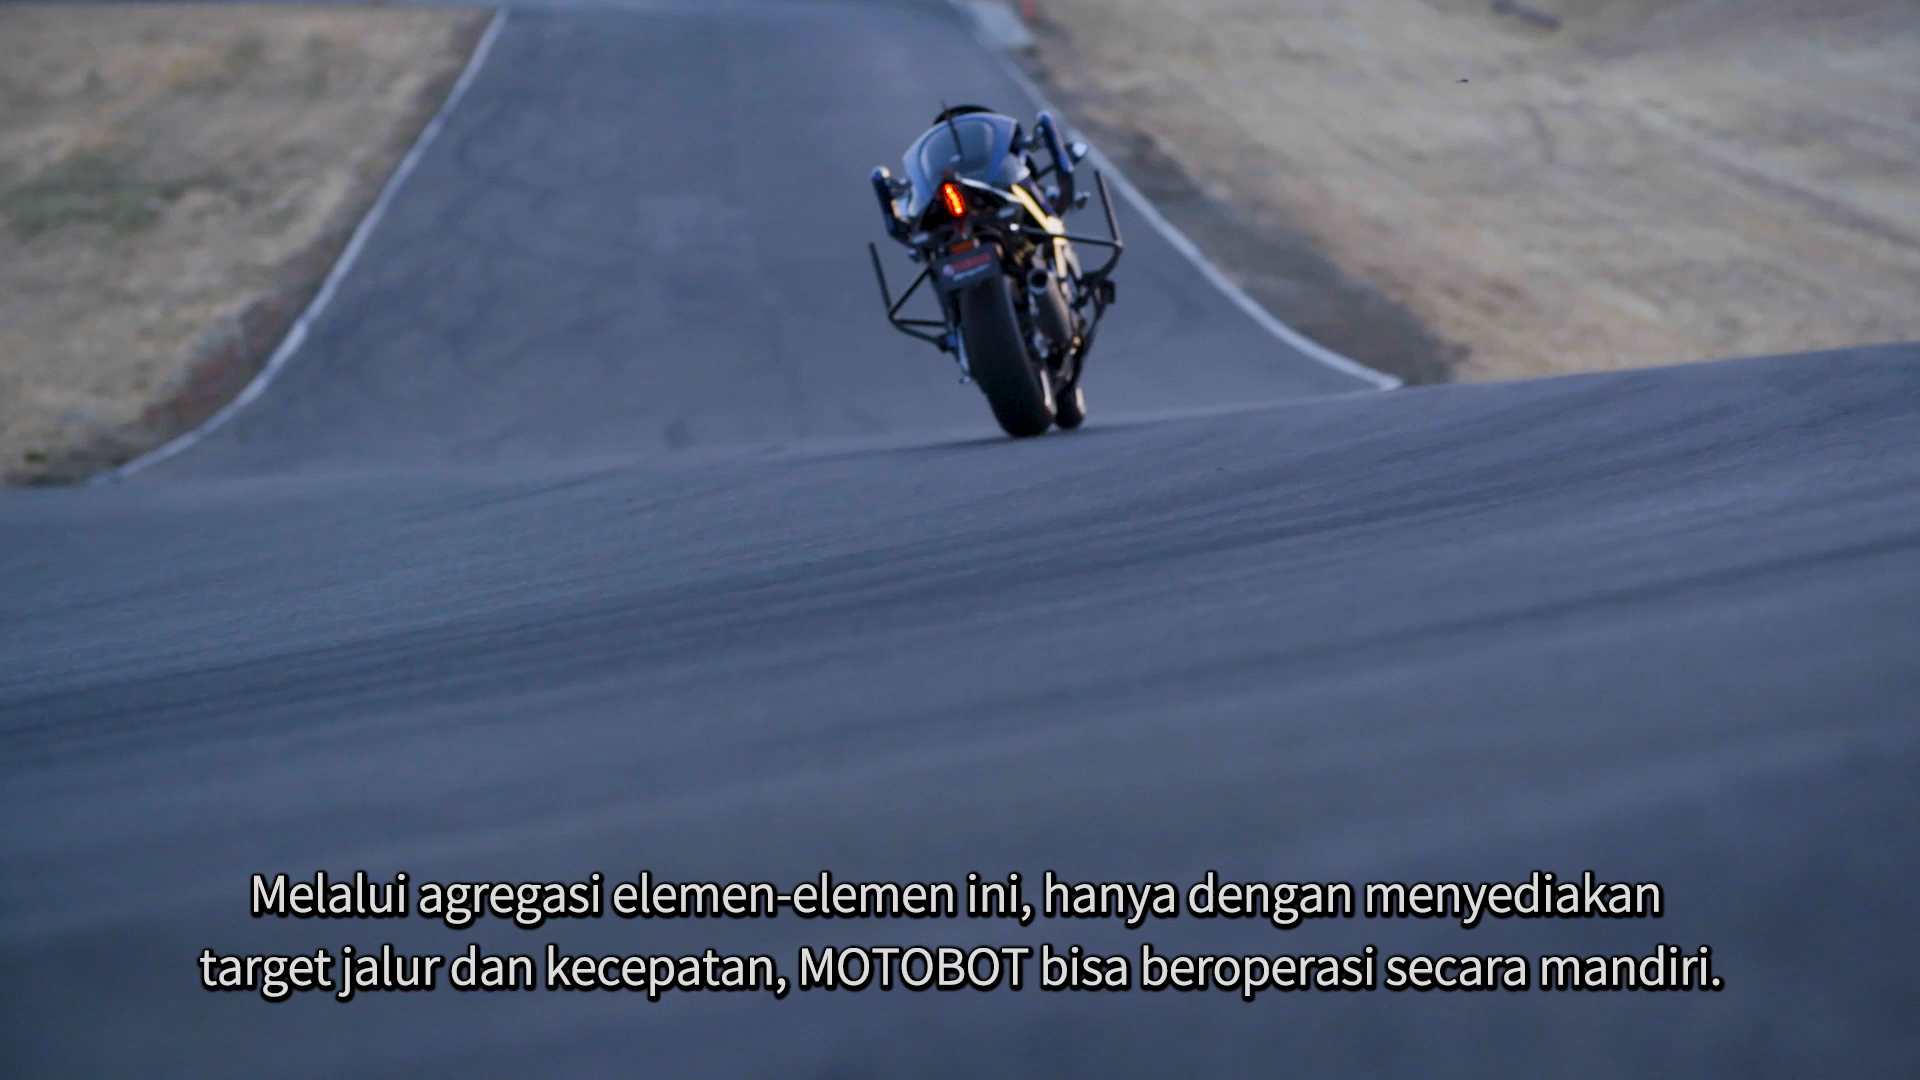 Melalui agregasi elemen-elemen ini, hanya dengan menyediakan
target jalur dan kecepatan, MOTOBOT bisa beroperasi secara mandiri.